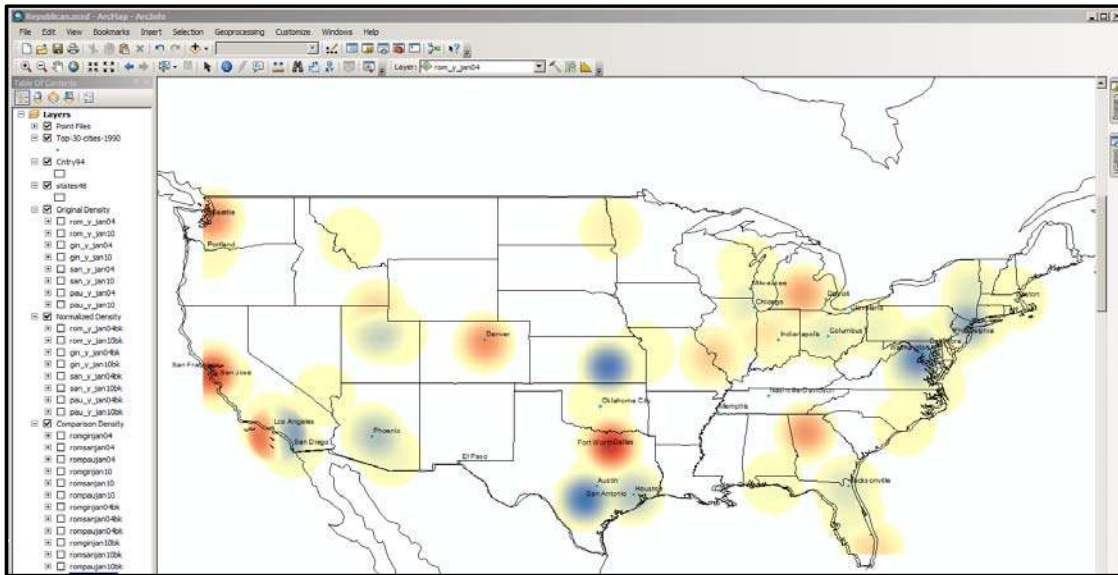 Republican.mxd - ArcMap - ArcInfo
File Edit View Bookmarks Insert Selection Geoprocessing Customize Windows Help
Layer: rom_y_jan04
Table Of Contents
Layers
Point Files
Top-30-cities-1990
Cntry94
states48
Original Density
rom_y_jan04
rom_y_jan10
gin_y_jan04
gin_y_jan10
san_y_jan04
san_y_jan10
pau_y_jan04
pau_y_jan10
Normalized Density
rom_y_jan04bk
rom_y_jan10bk
gin_y_jan04bk
gin_y_jan10bk
san_y_jan04bk
san_y_jan10bk
pau_y_jan04bk
pau_y_jan10bk
Comparison Density
romginjan04
romsanjan04
rompaujan04
romginjan10
romsanjan10
rompaujan10
romginjan04bk
romsanjan04bk
rompaujan04bk
romginjan10bk
romsanjan10bk
rompaujan10bk
Seattle
Portland
Milwaukee
Detroit
Boston
Chicago
Cleveland
Philadelphia
Denver
Indianapolis
Columbus
Baltimore
Washington
San Francisco
San Jose
Nashville-Davidson
Oklahoma City
Memphis
Los Angeles
San Diego
Phoenix
Fort Worth Dallas
El Paso
Austin
Houston
San Antonio
Jacksonville